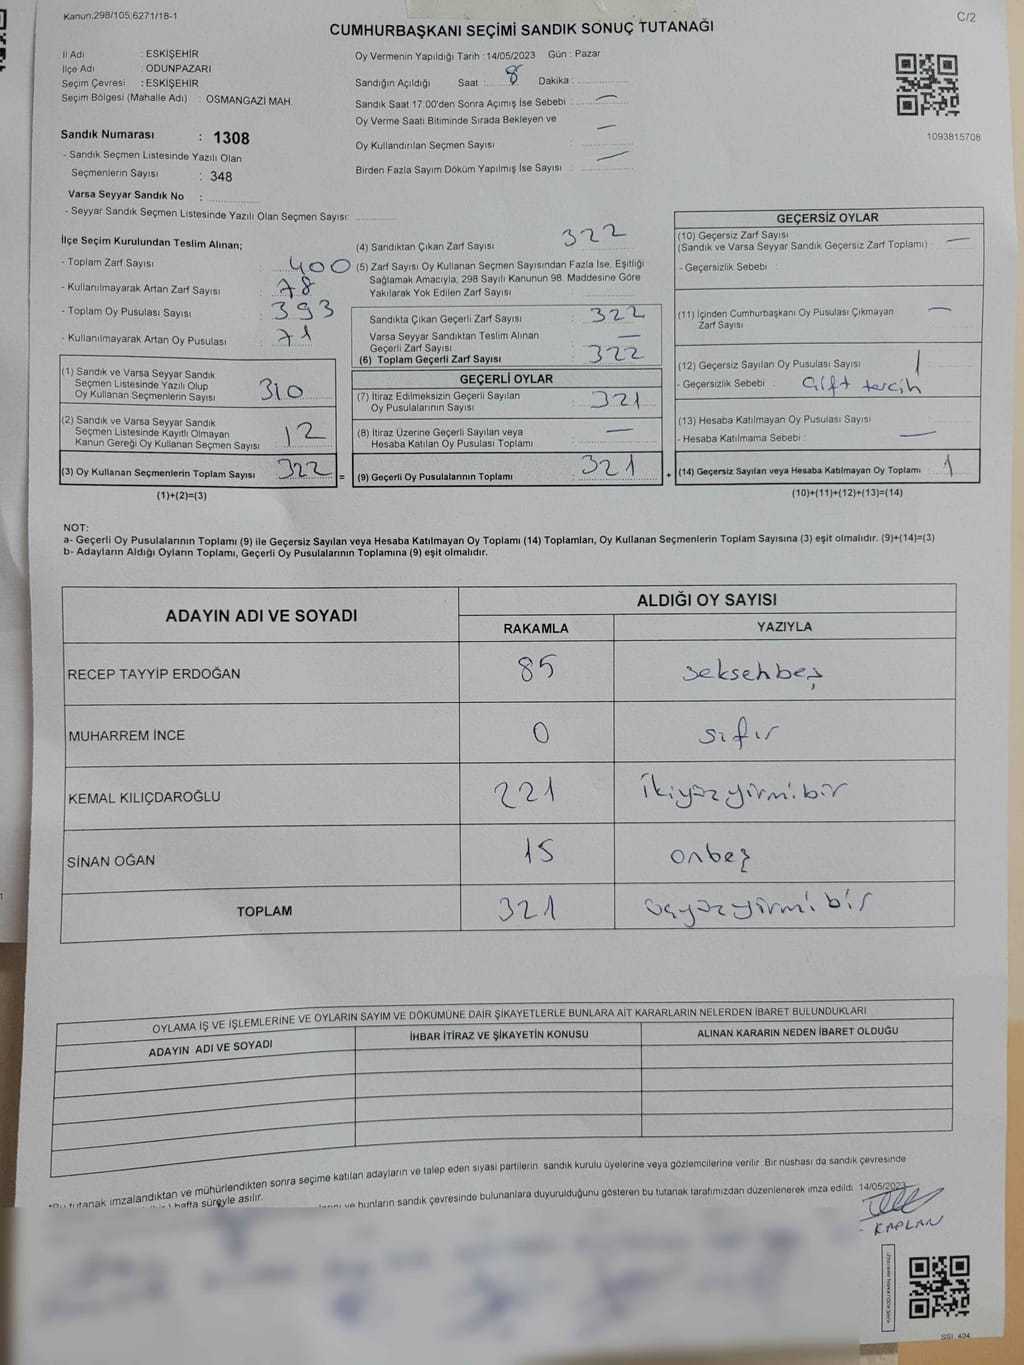 Kanun:298/105;6271/18-1
C/2
CUMHURBAŞKANI SEÇİMİ SANDIK SONUÇ TUTANAĞI
İl Adı : ESKİŞEHİR
İlçe Adı : ODUNPAZARI
Seçim Çevresi : ESKİŞEHİR
Seçim Bölgesi (Mahalle Adı) : OSMANGAZİ MAH.
Sandık Numarası : 1308
- Sandık Seçmen Listesinde Yazılı Olan
Seçmenlerin Sayısı : 348
Varsa Seyyar Sandık No :
- Seyyar Sandık Seçmen Listesinde Yazılı Olan Seçmen Sayısı:
Oy Vermenin Yapıldığı Tarih :14/05/2023 Gün : Pazar
Sandığın Açıldığı Saat : 8 Dakika :
Sandık Saat 17:00'den Sonra Açımış İse Sebebi : —
Oy Verme Saati Bitiminde Sırada Bekleyen ve
Oy Kullandırılan Seçmen Sayısı : —
Birden Fazla Sayım Döküm Yapılmış İse Sayısı : —
1093815708
İlçe Seçim Kurulundan Teslim Alınan;
- Toplam Zarf Sayısı : 400
- Kullanılmayarak Artan Zarf Sayısı : 78
- Toplam Oy Pusulası Sayısı : 393
- Kullanılmayarak Artan Oy Pusulası : 71
(1) Sandık ve Varsa Seyyar Sandık
Seçmen Listesinde Yazılı Olup
Oy Kullanan Seçmenlerin Sayısı 310
(2) Sandık ve Varsa Seyyar Sandık
Seçmen Listesinde Kayıtlı Olmayan
Kanun Gereği Oy Kullanan Seçmen Sayısı : 12
(3) Oy Kullanan Seçmenlerin Toplam Sayısı 322 =
(1)+(2)=(3)
(4) Sandıktan Çıkan Zarf Sayısı 322
(5) Zarf Sayısı Oy Kullanan Seçmen Sayısından Fazla İse, Eşitliği
Sağlamak Amacıyla; 298 Sayılı Kanunun 98. Maddesine Göre
Yakılarak Yok Edilen Zarf Sayısı :
Sandıkta Çıkan Geçerli Zarf Sayısı : 322
Varsa Seyyar Sandıktan Teslim Alınan
Geçerli Zarf Sayısı : —
(6) Toplam Geçerli Zarf Sayısı : 322
GEÇERLİ OYLAR
(7) İtiraz Edilmeksizin Geçerli Sayılan
Oy Pusulalarının Sayısı : 321
(8) İtiraz Üzerine Geçerli Sayılan veya
Hesaba Katılan Oy Pusulası Toplamı : —
(9) Geçerli Oy Pusulalarının Toplamı : 321 +
GEÇERSİZ OYLAR
(10) Geçersiz Zarf Sayısı
(Sandık ve Varsa Seyyar Sandık Geçersiz Zarf Toplamı) : —
- Geçersizlik Sebebi :
(11) İçinden Cumhurbaşkanı Oy Pusulası Çıkmayan
Zarf Sayısı : —
(12) Geçersiz Sayılan Oy Pusulası Sayısı : 1
- Geçersizlik Sebebi : Çift tercih
(13) Hesaba Katılmayan Oy Pusulası Sayısı :
- Hesaba Katılmama Sebebi : —
(14) Geçersiz Sayılan veya Hesaba Katılmayan Oy Toplamı : 1
(10)+(11)+(12)+(13)=(14)
NOT:
a- Geçerli Oy Pusulalarının Toplamı (9) ile Geçersiz Sayılan veya Hesaba Katılmayan Oy Toplamı (14) Toplamları, Oy Kullanan Seçmenlerin Toplam Sayısına (3) eşit olmalıdır. (9)+(14)=(3)
b- Adayların Aldığı Oyların Toplamı, Geçerli Oy Pusulalarının Toplamına (9) eşit olmalıdır.
ADAYIN ADI VE SOYADI
ALDIĞI OY SAYISI
RAKAMLA YAZIYLA
RECEP TAYYİP ERDOĞAN 85 seksenbeş
MUHARREM İNCE 0 sıfır
KEMAL KILIÇDAROĞLU 221 ikiyüzyirmibir
SİNAN OĞAN 15 onbeş
TOPLAM 321 üçyüzyirmibir
OYLAMA İŞ VE İŞLEMLERİNE VE OYLARIN SAYIM VE DÖKÜMÜNE DAİR ŞİKAYETLERLE BUNLARA AİT KARARLARIN NELERDEN İBARET BULUNDUKLARI
ADAYIN ADI VE SOYADI İHBAR İTİRAZ VE ŞİKAYETİN KONUSU ALINAN KARARIN NEDEN İBARET OLDUĞU
tutanak imzalandıktan ve mühürlendikten sonra seçime katılan adayların ve talep eden siyasi partilerin sandık kurulu üyelerine veya gözlemcilerine verilir. Bir nüshası da sandık çevresinde
hafta süreyle asılır.
ve bunların sandık çevresinde bulunanlara duyurulduğunu gösteren bu tutanak tarafımızdan düzenlenerek imza edildi. 14/05/2023
KAPLAN
SSI 404